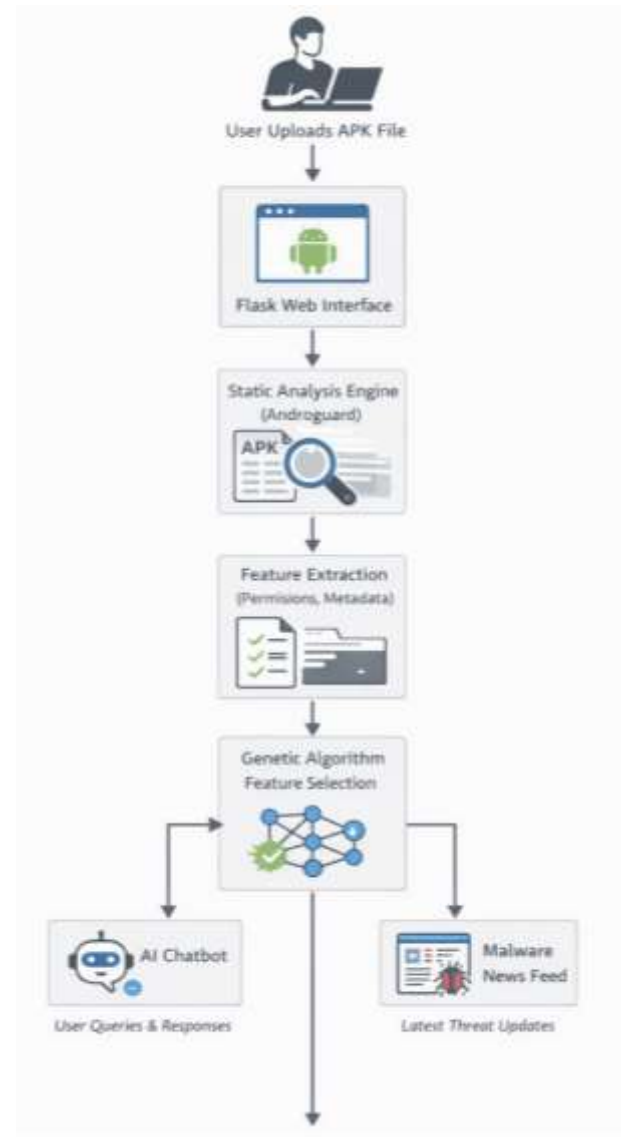 User Uploads APK File
Flask Web Interface
Static Analysis Engine
(Androguard)
APK
Feature Extraction
(Permisions, Metadata)
Genetic Algorithm
Feature Selection
AI Chatbot
User Queries & Responses
Malware
News Feed
Latest Threat Updates